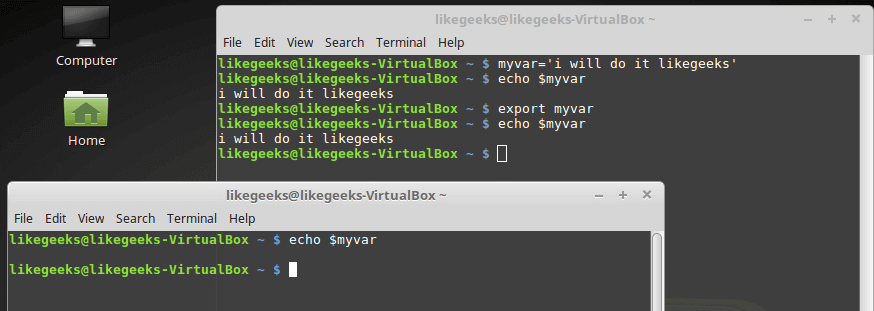 Computer
Home
likegeeks@likegeeks-VirtualBox ~
File Edit View Search Terminal Help
likegeeks@likegeeks-VirtualBox ~ $ myvar='i will do it likegeeks'
likegeeks@likegeeks-VirtualBox ~ $ echo $myvar
i will do it likegeeks
likegeeks@likegeeks-VirtualBox ~ $ export myvar
likegeeks@likegeeks-VirtualBox ~ $ echo $myvar
i will do it likegeeks
likegeeks@likegeeks-VirtualBox ~ $
likegeeks@likegeeks-VirtualBox ~
File Edit View Search Terminal Help
likegeeks@likegeeks-VirtualBox ~ $ echo $myvar
likegeeks@likegeeks-VirtualBox ~ $